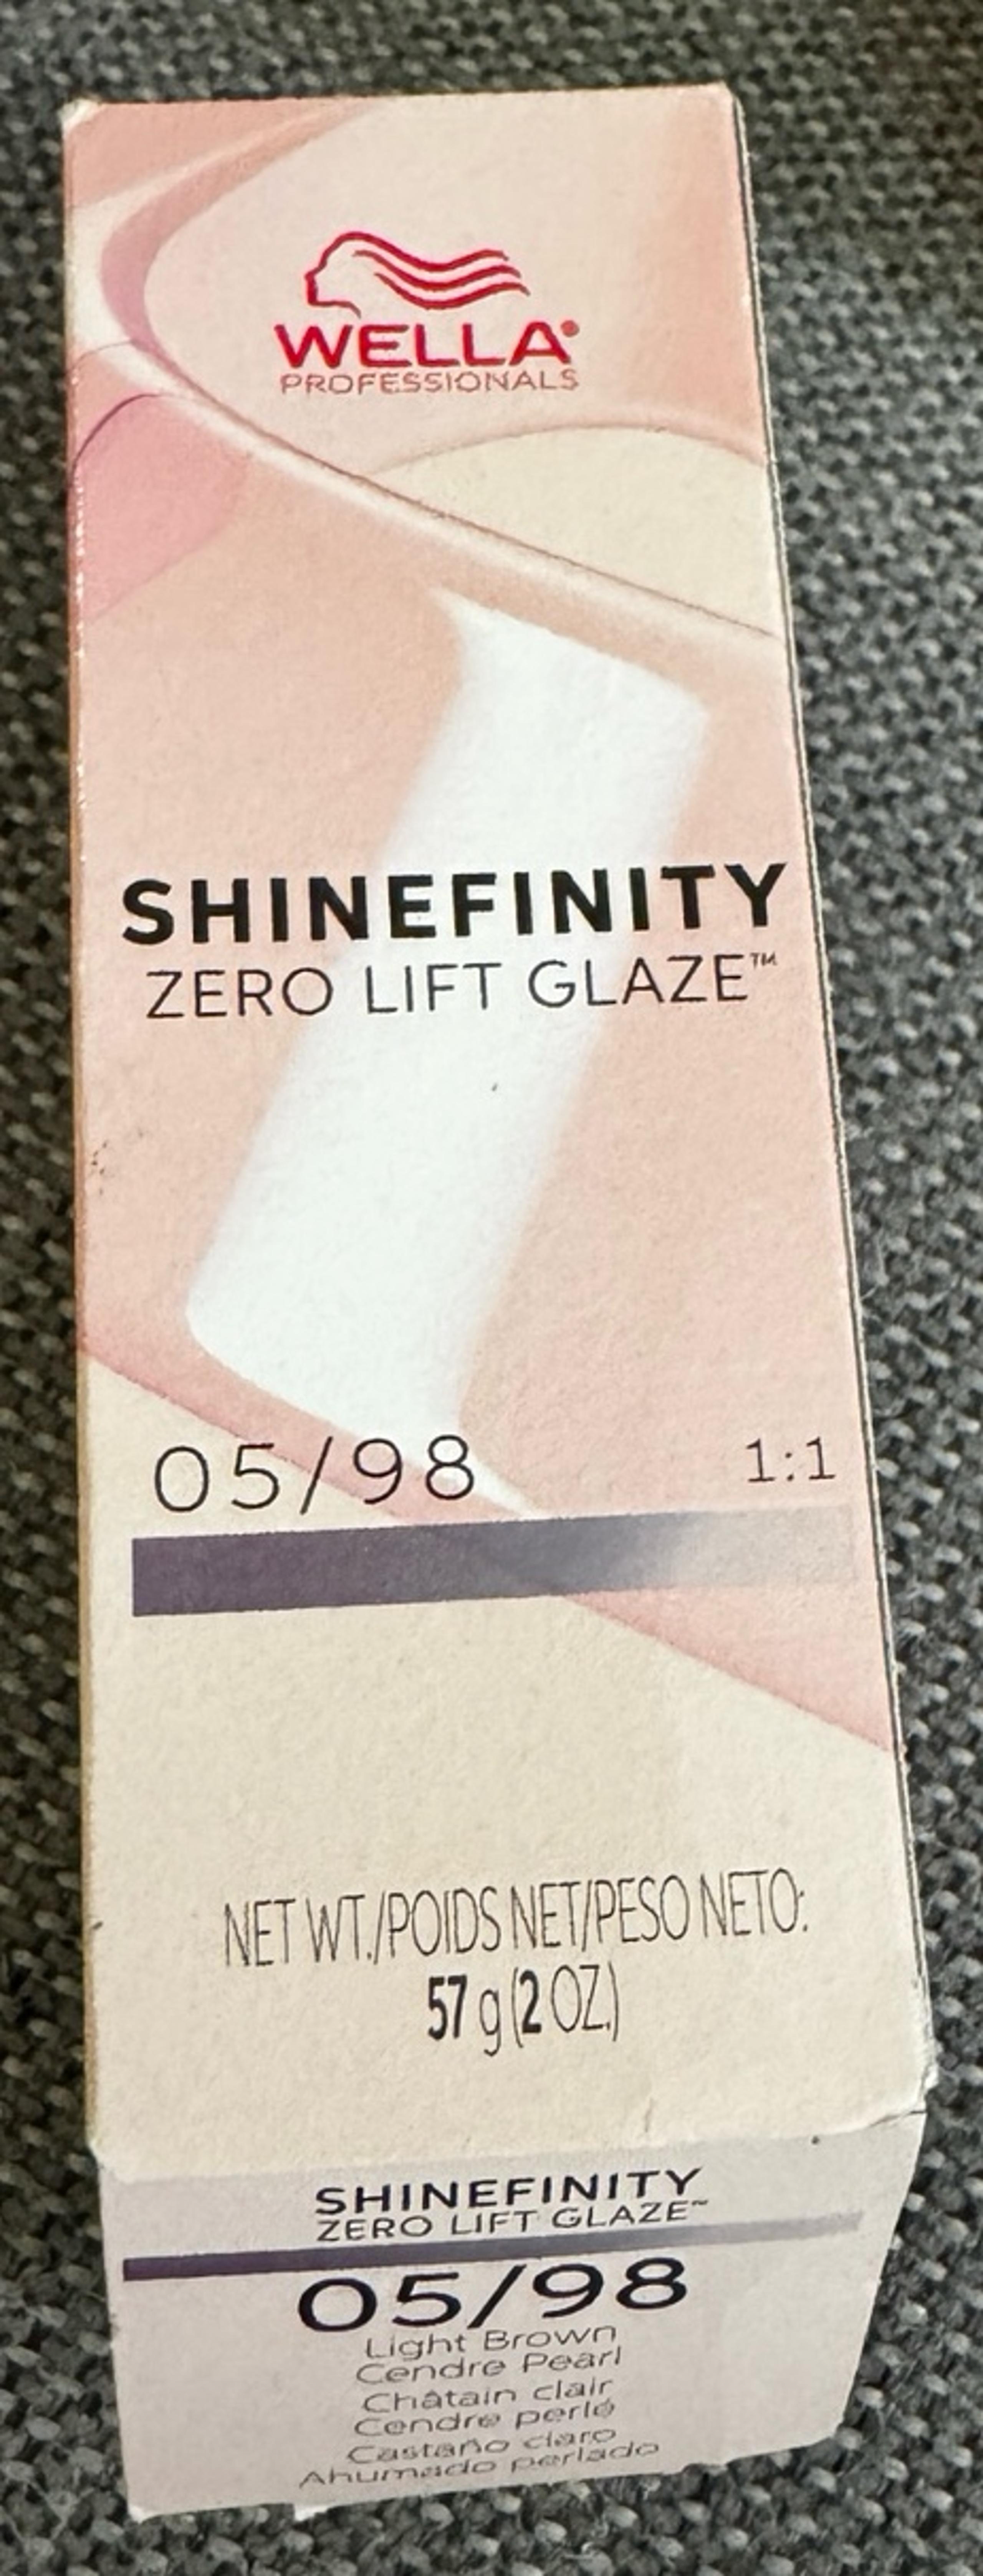 WELLA
PROFESSIONALS
SHINEFINITY
ZERO LIFT GLAZE™
05/98 1:1
NET WT./POIDS NET/PESO NETO:
57 g (2 OZ.)
SHINEFINITY
ZERO LIFT GLAZE™
05/98
Light Brown
Cendre Pearl
Châtain clair
Cendre perlé
Castaño claro
Ahumado perlado